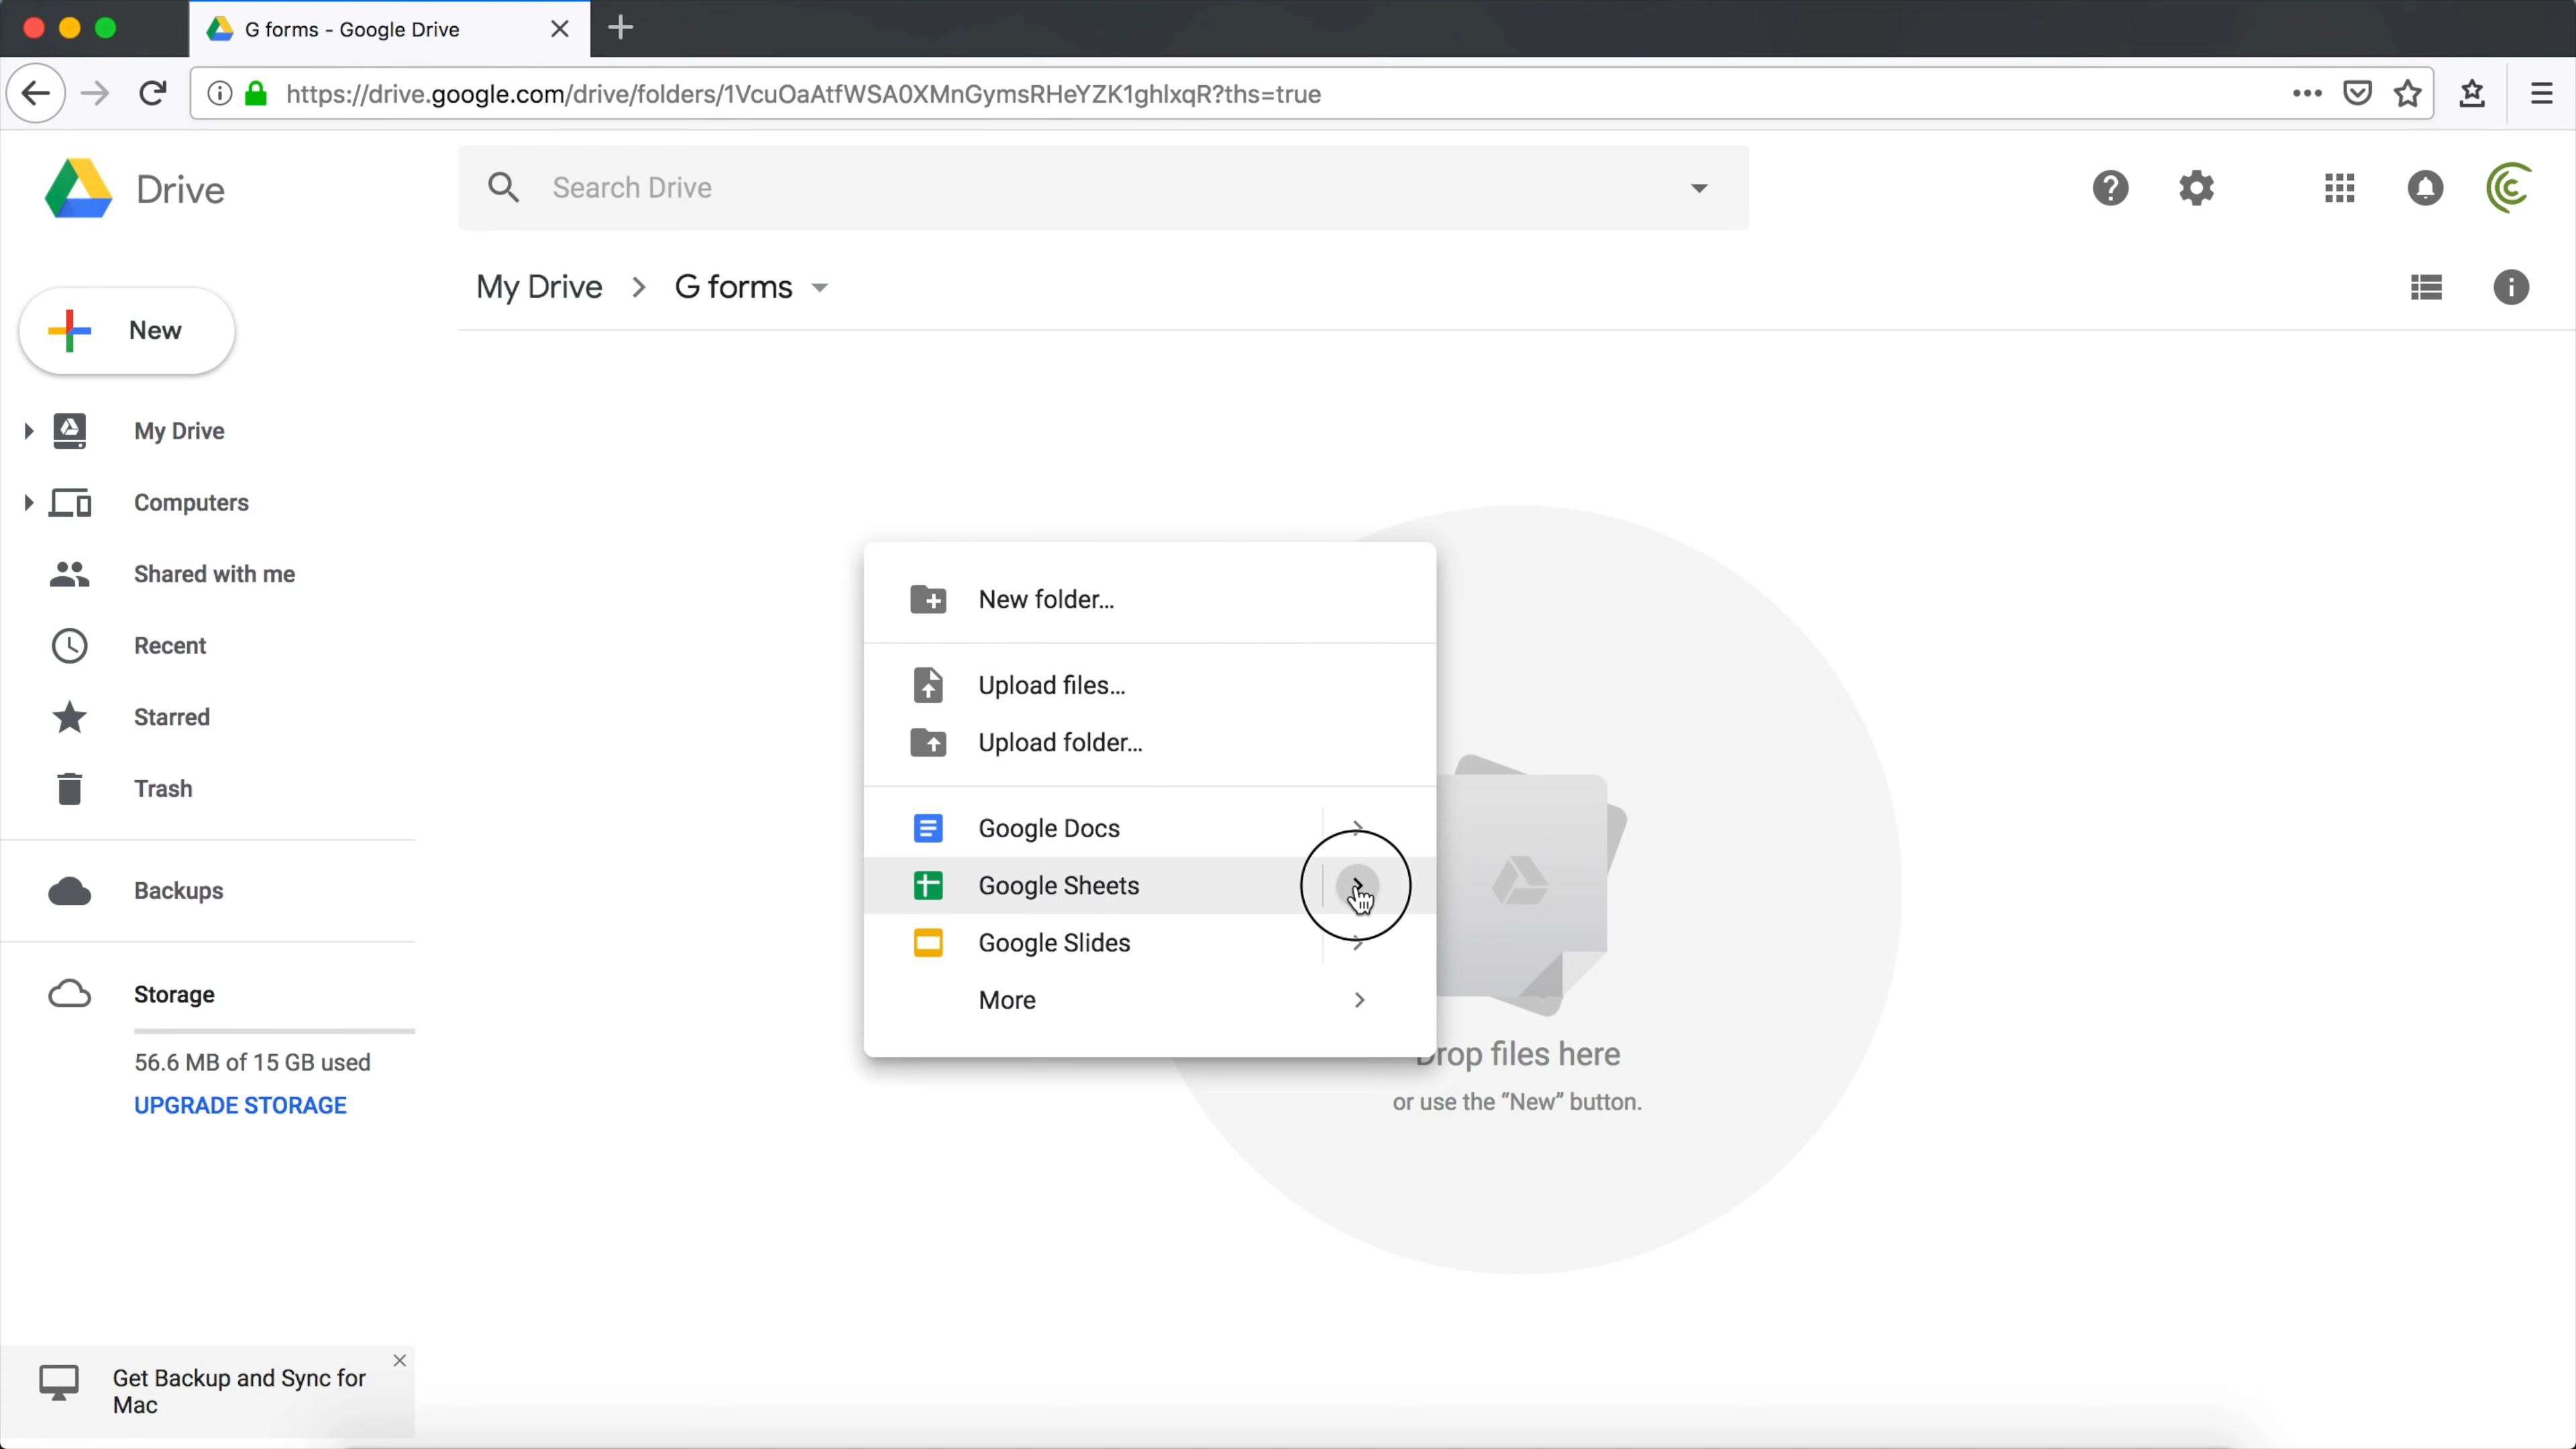 G forms - Google Drive
https://drive.google.com/drive/folders/1VcuOaAtfWSA0XMnGymsRHeYZK1ghlxqR?ths=true
Drive
Search Drive
My Drive > G forms
New
My Drive
Computers
Shared with me
Recent
Starred
Trash
Backups
Storage
56.6 MB of 15 GB used
UPGRADE STORAGE
Get Backup and Sync for
Mac
New folder...
Upload files...
Upload folder...
Google Docs
Google Sheets
Google Slides
More
Drop files here
or use the “New” button.